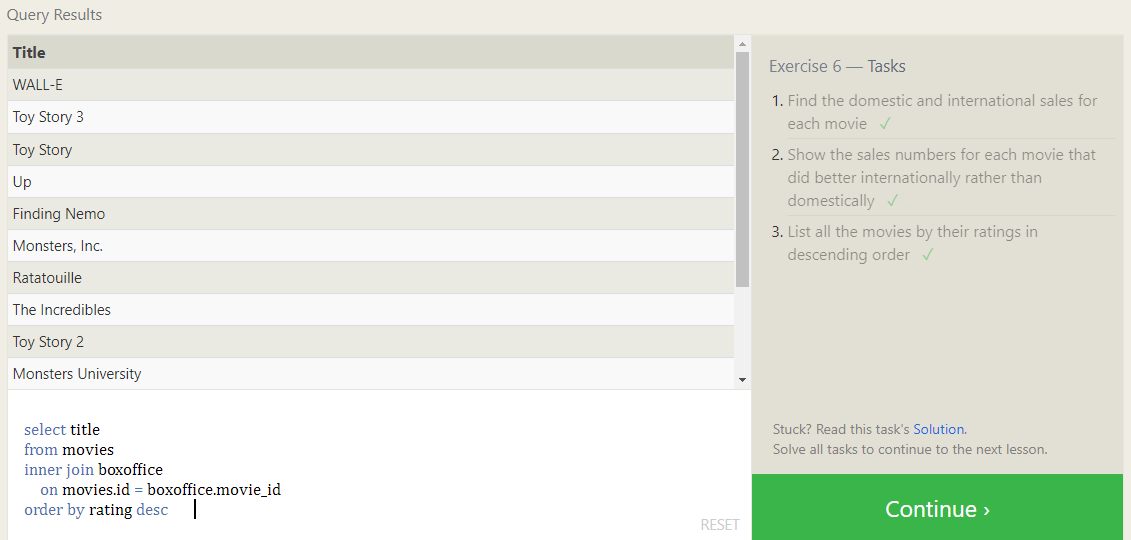 Query Results
Title
WALL-E
Toy Story 3
Toy Story
Up
Finding Nemo
Monsters, Inc.
Ratatouille
The Incredibles
Toy Story 2
Monsters University
select title
from movies
inner join boxoffice
on movies.id = boxoffice.movie_id
order by rating desc
RESET
Exercise 6 — Tasks
1. Find the domestic and international sales for
each movie ✓
2. Show the sales numbers for each movie that
did better internationally rather than
domestically ✓
3. List all the movies by their ratings in
descending order ✓
Stuck? Read this task's Solution.
Solve all tasks to continue to the next lesson.
Continue ›